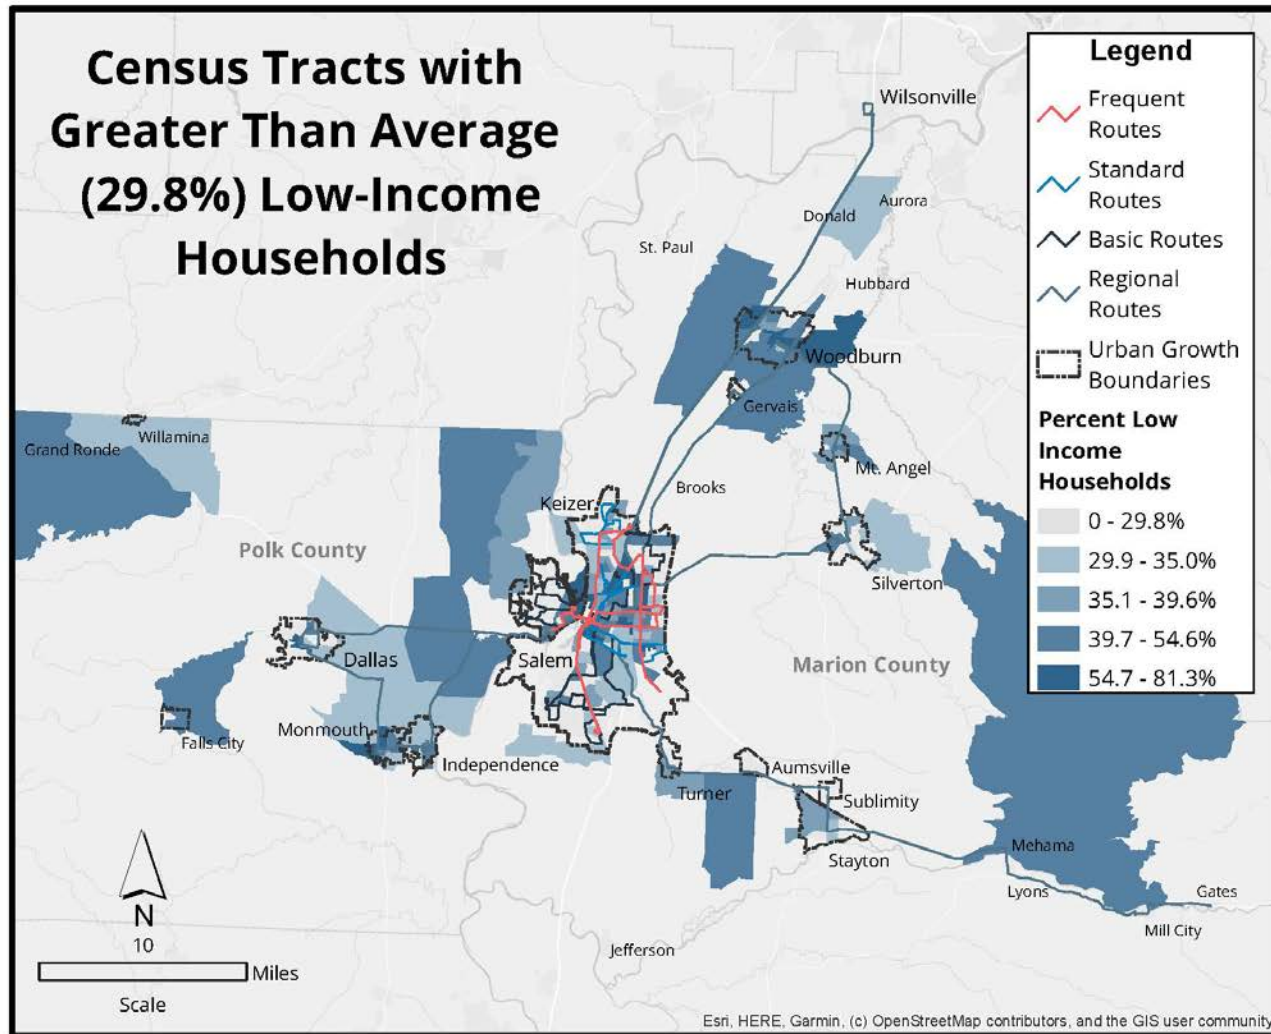 Census Tracts with
Greater Than Average
(29.8%) Low-Income
Households
Legend
Frequent
Routes
Standard
Routes
Basic Routes
Regional
Routes
Urban Growth
Boundaries
Percent Low
Income
Households
0 - 29.8%
29.9 - 35.0%
35.1 - 39.6%
39.7 - 54.6%
54.7 - 81.3%
Wilsonville
Donald
Aurora
St. Paul
Hubbard
Woodburn
Gervais
Grand Ronde
Willamina
Mt. Angel
Keizer
Brooks
Polk County
Silverton
Dallas
Salem
Marion County
Monmouth
Falls City
Independence
Aumsville
Turner
Sublimity
Stayton
Mehama
Lyons
Gates
Mill City
Jefferson
N
10
Miles
Scale
Esri, HERE, Garmin, (c) OpenStreetMap contributors, and the GIS user community